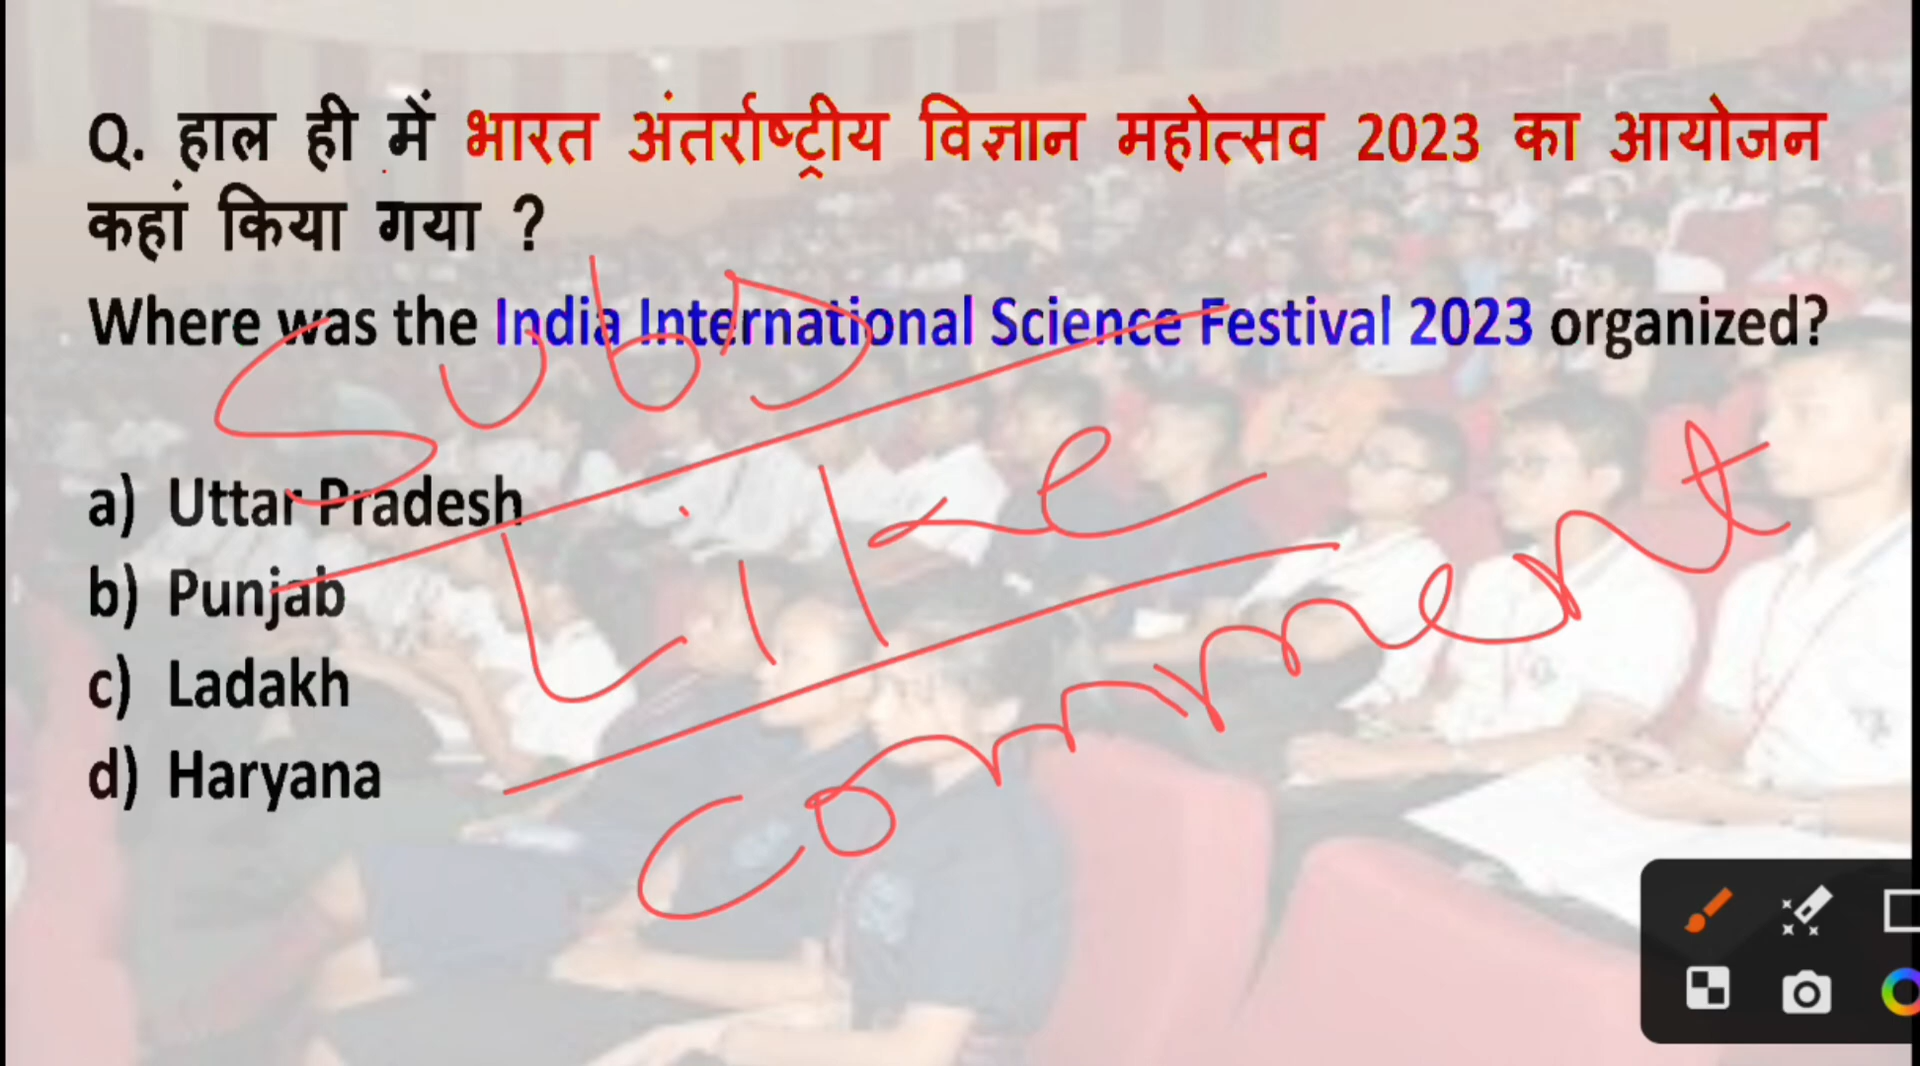 Q. हाल ही में भारत अंतर्राष्ट्रीय विज्ञान महोत्सव 2023 का आयोजन
कहां किया गया ?
Where was the India International Science Festival 2023 organized?
a) Uttar Pradesh
b) Punjab
c) Ladakh
d) Haryana
Subs
Like
Comment